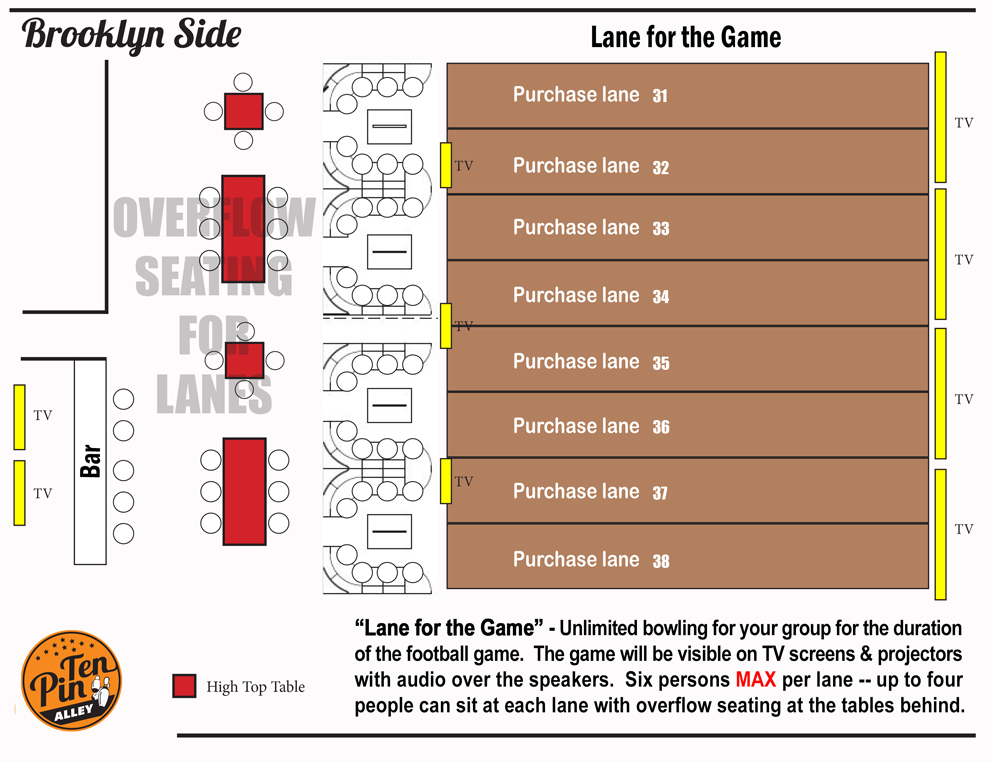 Brooklyn Side
Lane for the Game
Purchase lane 31
Purchase lane 32
Purchase lane 33
Purchase lane 34
Purchase lane 35
Purchase lane 36
Purchase lane 37
Purchase lane 38
TV
TV
TV
TV
TV
TV
TV
OVERFLOW
SEATING
FOR
LANES
TV
TV
Bar
Ten
Pin
ALLEY
High Top Table
“Lane for the Game” - Unlimited bowling for your group for the duration
of the football game. The game will be visible on TV screens & projectors
with audio over the speakers. Six persons MAX per lane -- up to four
people can sit at each lane with overflow seating at the tables behind.